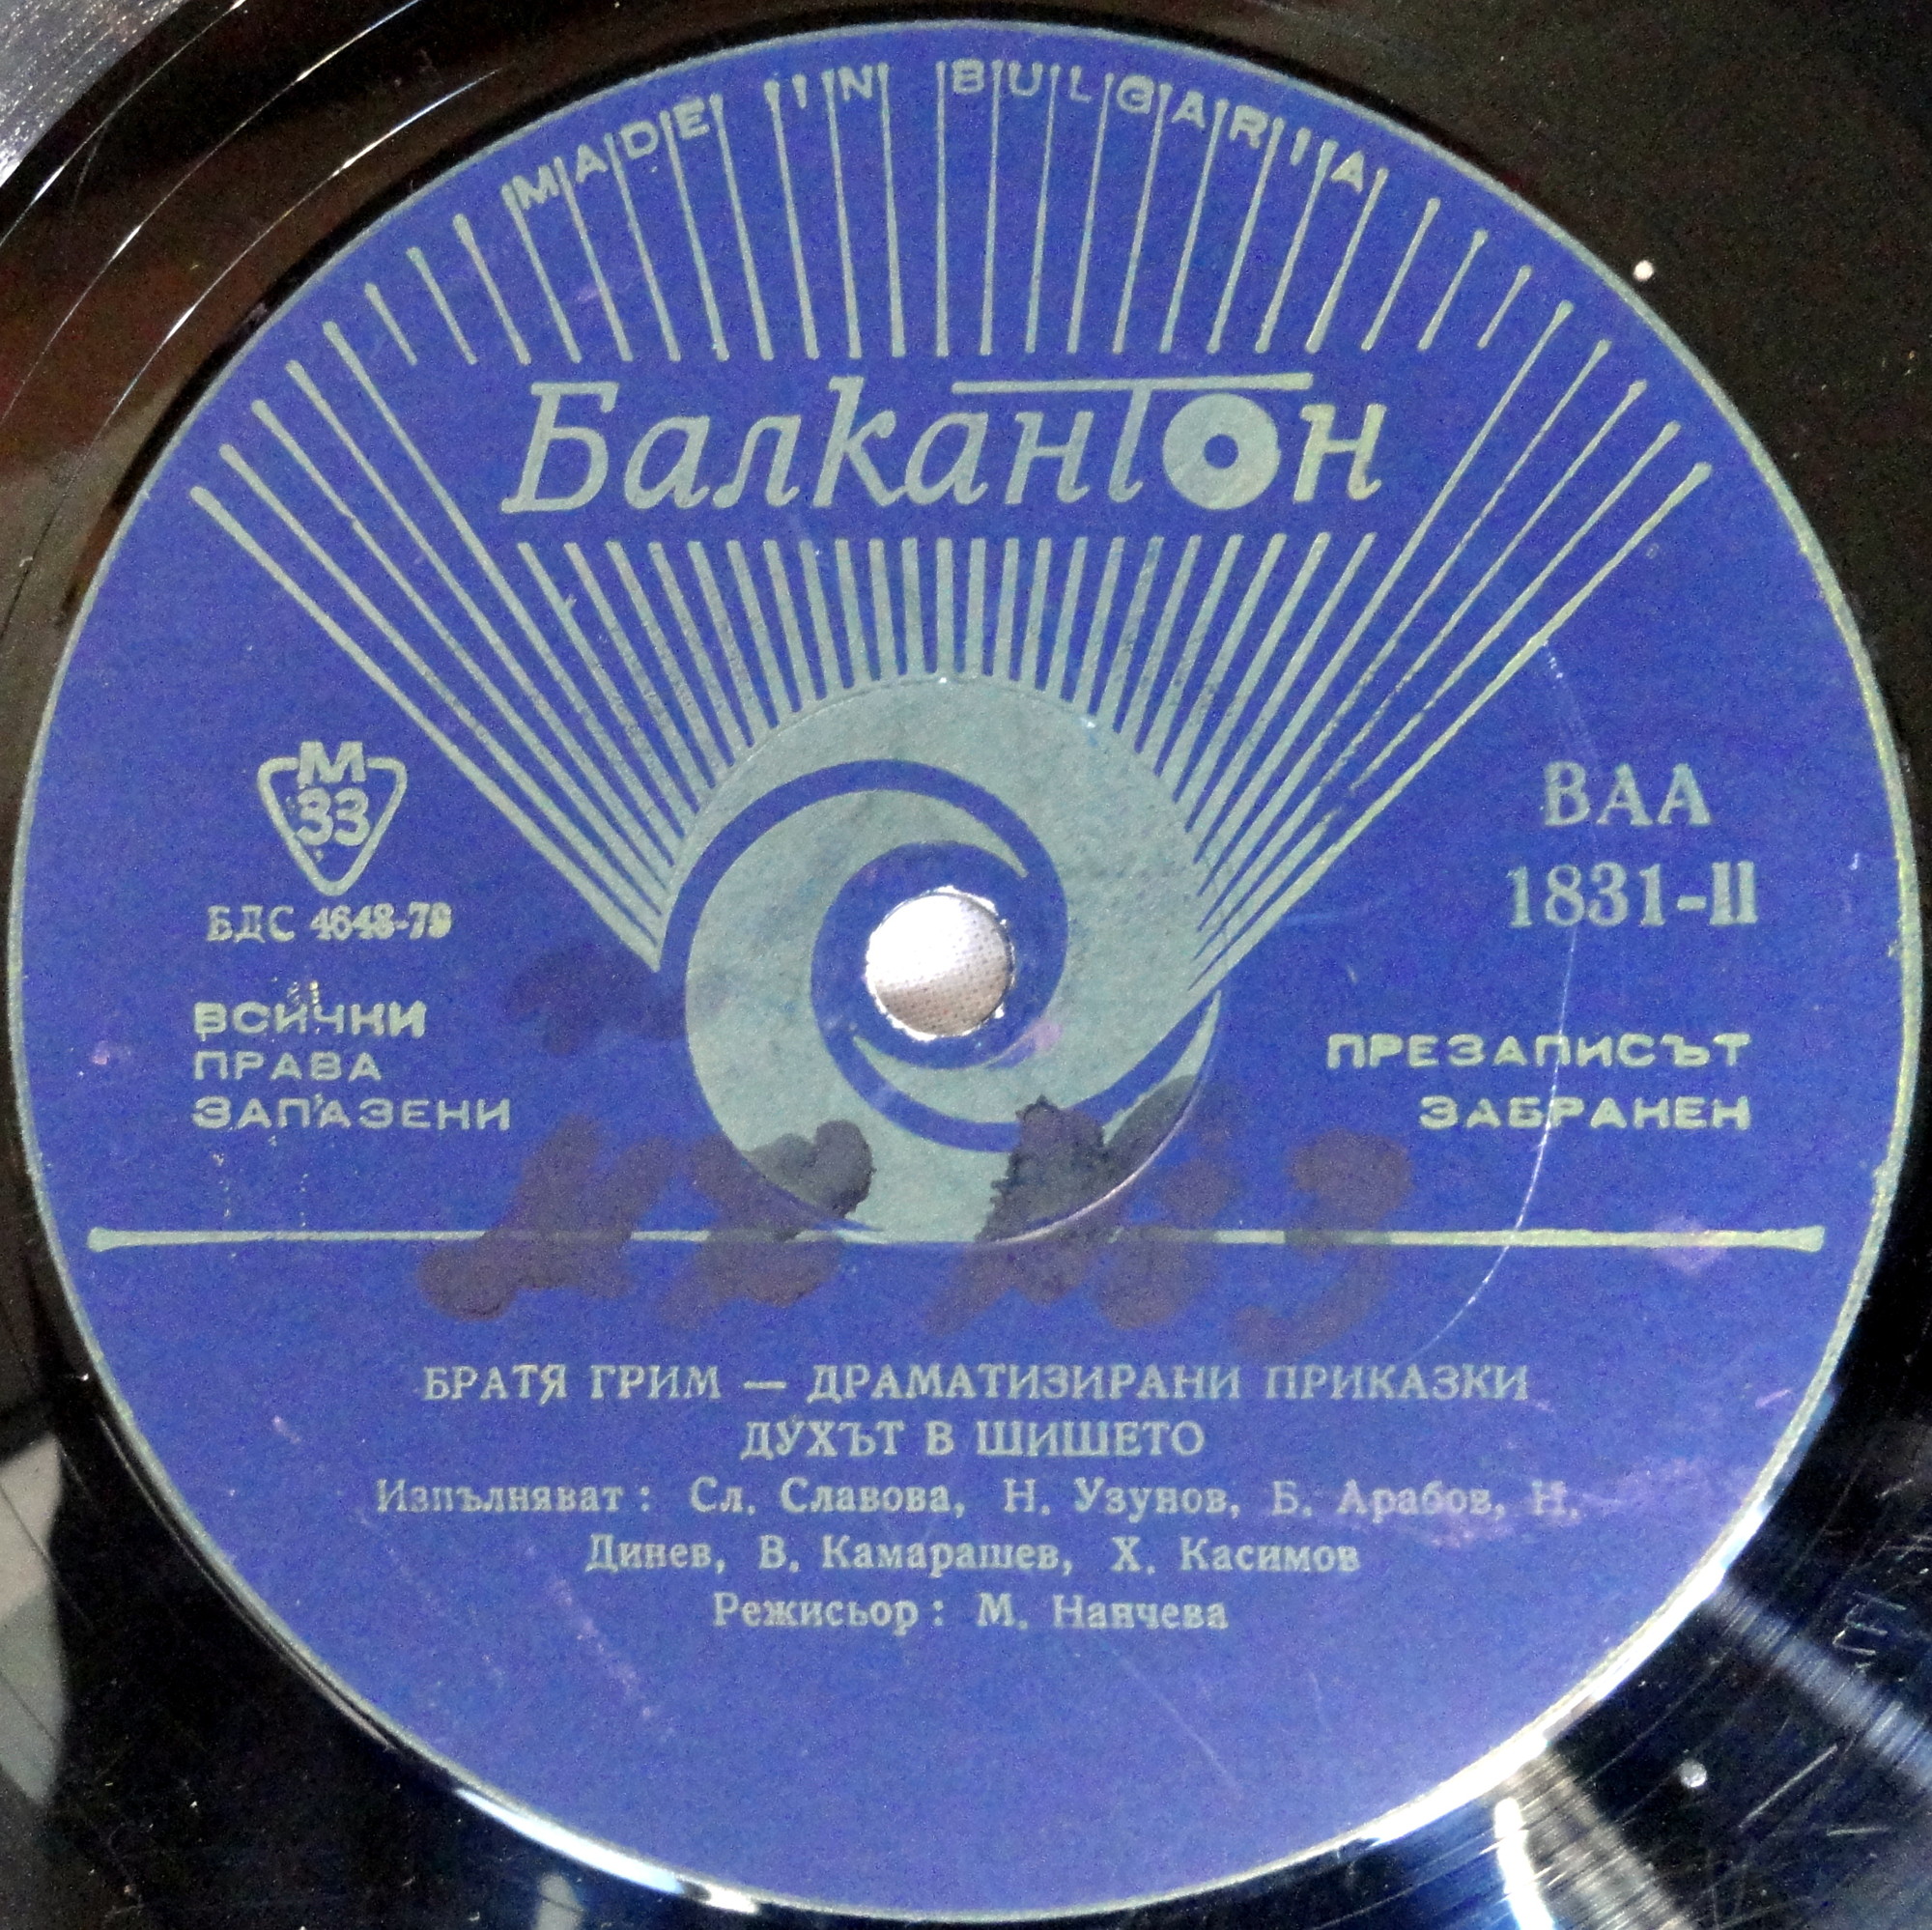 MADE IN BULGARIA
Балкантон
М
33
БДС 4648-79
ВСИЧКИ
ПРАВА
ЗАПАЗЕНИ
ВАА
1831-II
ПРЕЗАПИСЪТ
ЗАБРАНЕН
БРАТЯ ГРИМ — ДРАМАТИЗИРАНИ ПРИКАЗКИ
ДУХЪТ В ШИШЕТО
Изпълняват: Сл. Славова, Н. Узунов, Б. Арабов, Н.
Динев, В. Камарашев, Х. Касимов
Режисьор: М. Нанчева